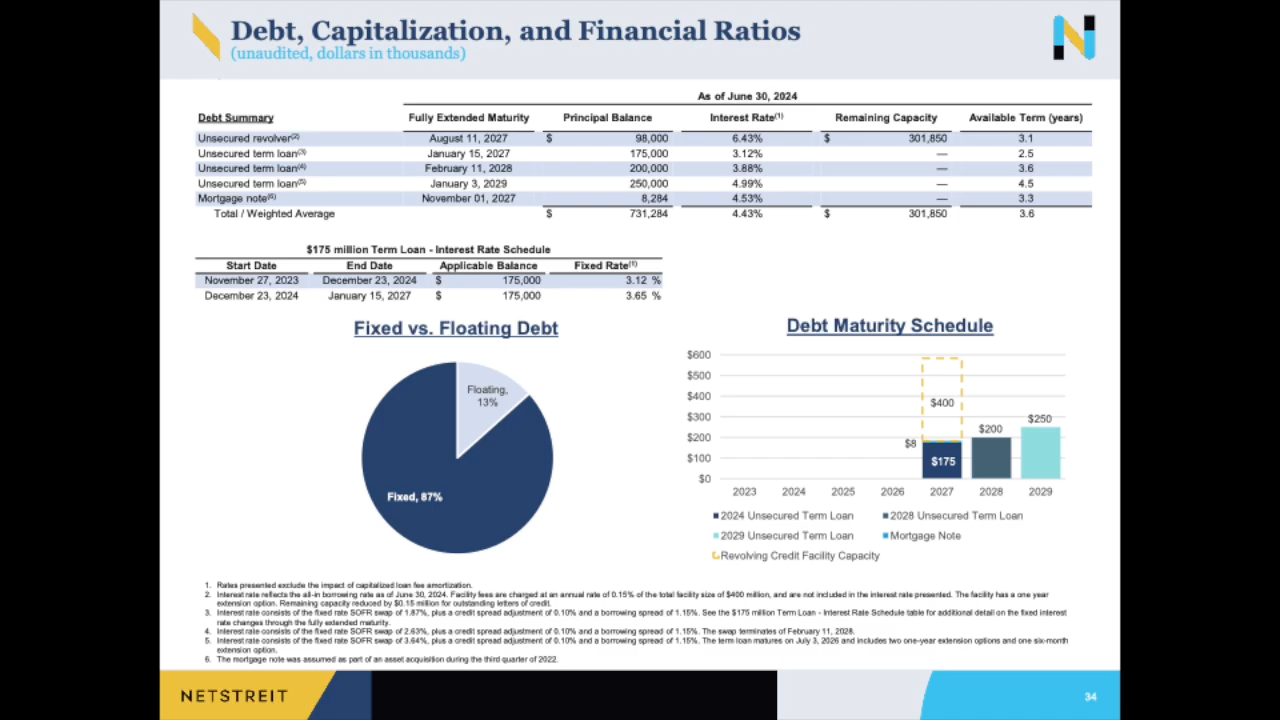 Debt, Capitalization, and Financial Ratios
(unaudited, dollars in thousands)
As of June 30, 2024
Debt Summary Fully Extended Maturity Principal Balance Interest Rate(1) Remaining Capacity Available Term (years)
Unsecured revolver(2) August 11, 2027 $ 98,000 6.43% $ 301,850 3.1
Unsecured term loan(3) January 15, 2027 175,000 3.12% — 2.5
Unsecured term loan(4) February 11, 2028 200,000 3.88% — 3.6
Unsecured term loan(5) January 3, 2029 250,000 4.99% — 4.5
Mortgage note(6) November 01, 2027 8,284 4.53% — 3.3
Total / Weighted Average $ 731,284 4.43% $ 301,850 3.6
$175 million Term Loan - Interest Rate Schedule
Start Date End Date Applicable Balance Fixed Rate(1)
November 27, 2023 December 23, 2024 $ 175,000 3.12 %
December 23, 2024 January 15, 2027 $ 175,000 3.65 %
Fixed vs. Floating Debt
Floating,
13%
Fixed, 87%
Debt Maturity Schedule
$600
$500
$400
$300
$200
$100
$0
$400
$8
$175
$200
$250
2023 2024 2025 2026 2027 2028 2029
2024 Unsecured Term Loan 2028 Unsecured Term Loan
2029 Unsecured Term Loan Mortgage Note
Revolving Credit Facility Capacity
1. Rates presented exclude the impact of capitalized loan fee amortization.
2. Interest rate reflects the all-in borrowing rate as of June 30, 2024. Facility fees are charged at an annual rate of 0.15% of the total facility size of $400 million, and are not included in the interest rate presented. The facility has a one year
extension option. Remaining capacity reduced by $0.15 million for outstanding letters of credit.
3. Interest rate consists of the fixed rate SOFR swap of 1.87%, plus a credit spread adjustment of 0.10% and a borrowing spread of 1.15%. See the $175 million Term Loan - Interest Rate Schedule table for additional detail on the fixed interest
rate changes through the fully extended maturity.
4. Interest rate consists of the fixed rate SOFR swap of 2.63%, plus a credit spread adjustment of 0.10% and a borrowing spread of 1.15%. The swap terminates of February 11, 2028.
5. Interest rate consists of the fixed rate SOFR swap of 3.64%, plus a credit spread adjustment of 0.10% and a borrowing spread of 1.15%. The term loan matures on July 3, 2026 and includes two one-year extension options and one six-month
extension option.
6. The mortgage note was assumed as part of an asset acquisition during the third quarter of 2022.
NETSTREIT
34